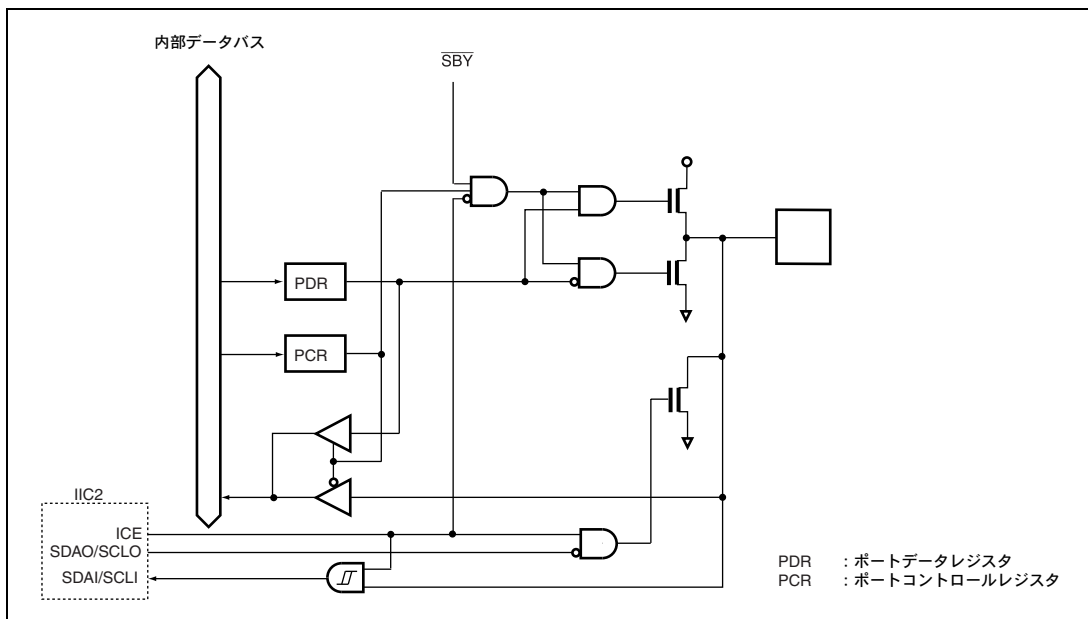 内部データバス
S̅B̅Y̅
PDR
PCR
IIC2
ICE
SDAO/SCLO
SDAI/SCLI
PDR :ポートデータレジスタ
PCR :ポートコントロールレジスタ